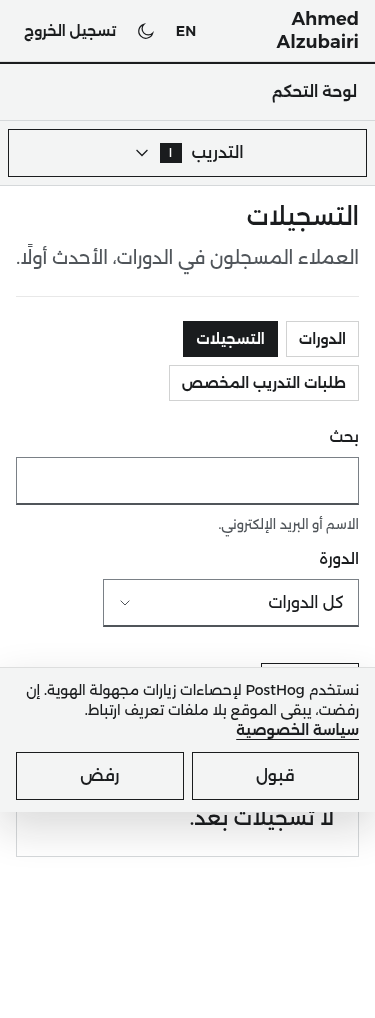 Ahmed
Alzubairi
EN
تسجيل الخروج
لوحة التحكم
التدريب
التسجيلات
العملاء المسجلون في الدورات، الأحدث أولًا.
الدورات
التسجيلات
طلبات التدريب المخصص
بحث
الاسم أو البريد الإلكتروني.
الدورة
كل الدورات
نستخدم PostHog لإحصاءات زيارات مجهولة الهوية. إن
رفضت، يبقى الموقع بلا ملفات تعريف ارتباط.
سياسة الخصوصية
قبول
رفض
لا تسجيلات بعد.